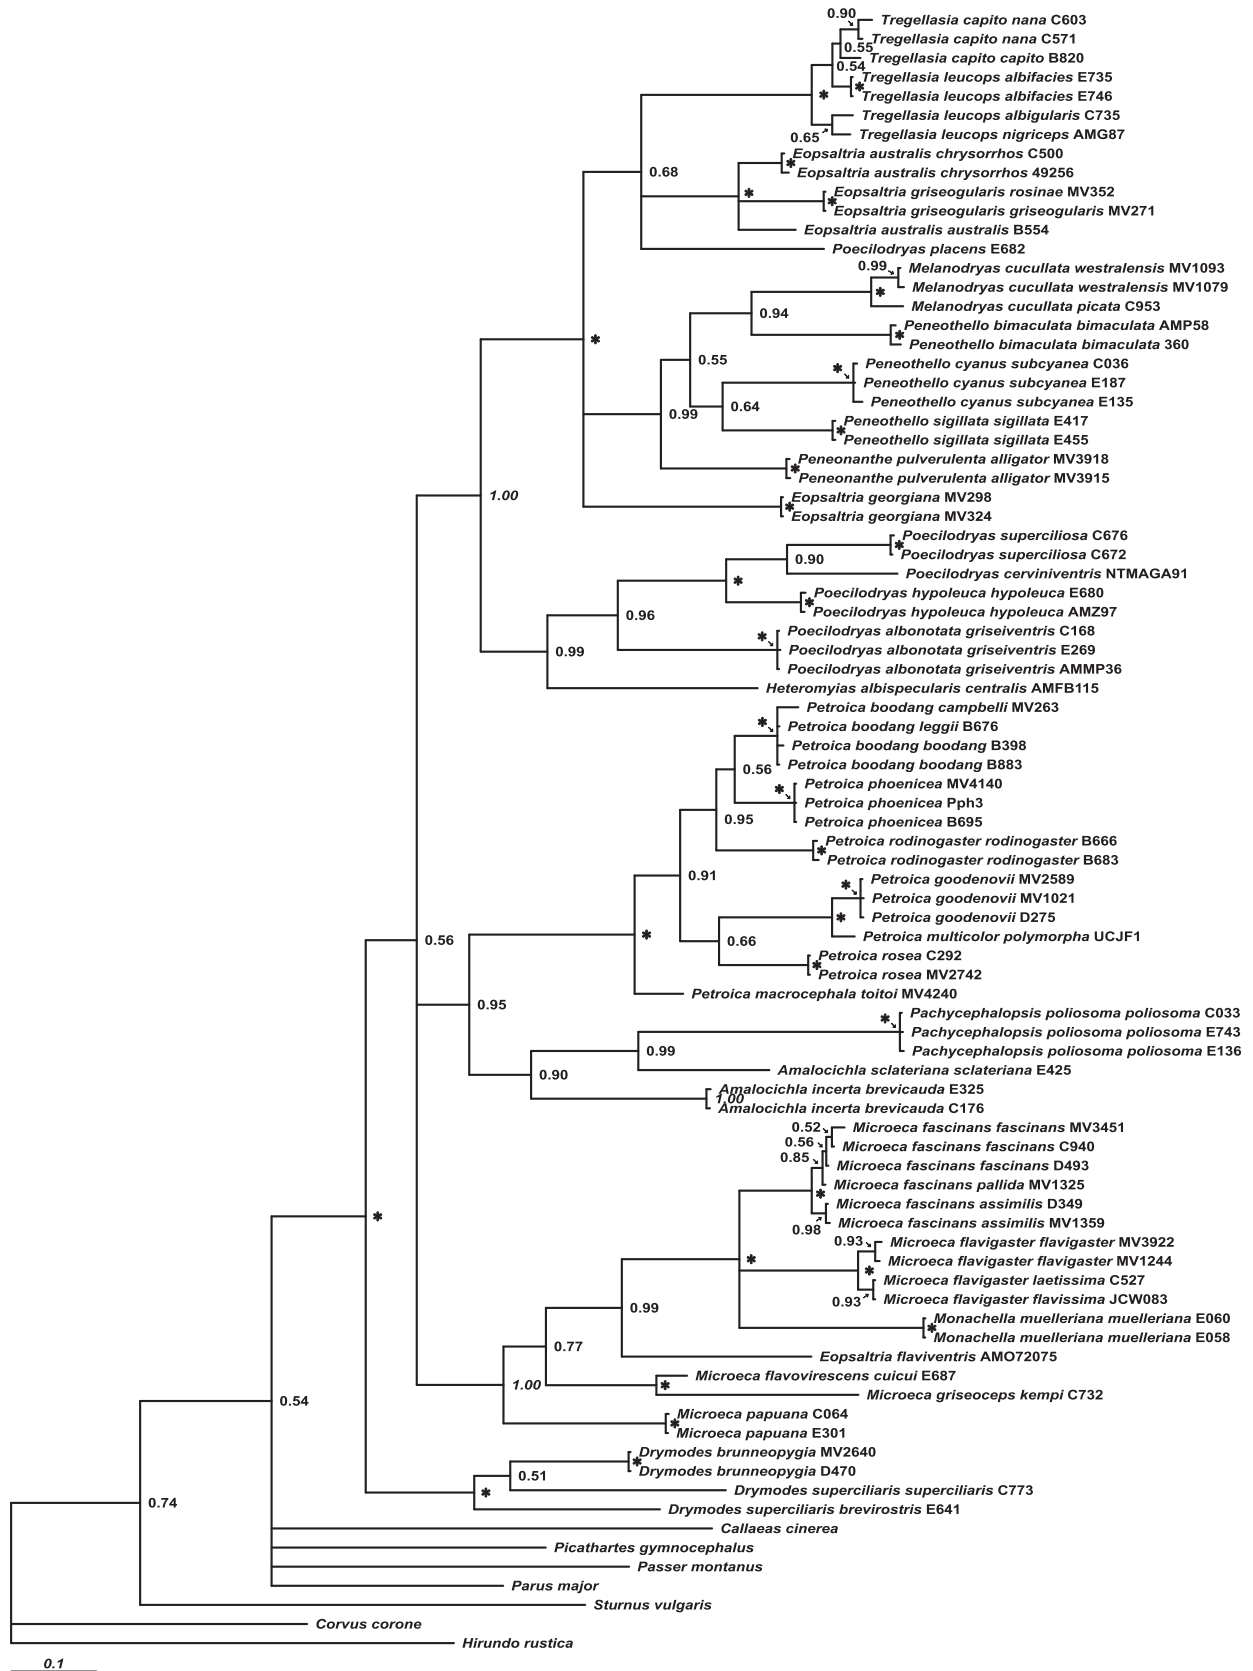 0.90
Tregellasia capito nana C603
Tregellasia capito nana C571
0.55
Tregellasia capito capito B820
0.54
Tregellasia leucops albifacies E735
*
*
Tregellasia leucops albifacies E746
Tregellasia leucops albigularis C735
0.65
Tregellasia leucops nigriceps AMG87
Eopsaltria australis chrysorrhos C500
*
0.68
Eopsaltria australis chrysorrhos 49256
*
Eopsaltria griseogularis rosinae MV352
*
Eopsaltria griseogularis griseogularis MV271
Eopsaltria australis australis B554
Poecilodryas placens E682
0.99
Melanodryas cucullata westralensis MV1093
Melanodryas cucullata westralensis MV1079
*
Melanodryas cucullata picata C953
0.94
Peneothello bimaculata bimaculata AMP58
*
*
Peneothello bimaculata bimaculata 360
0.55
*
Peneothello cyanus subcyanea C036
Peneothello cyanus subcyanea E187
Peneothello cyanus subcyanea E135
0.64
0.99
Peneothello sigillata sigillata E417
*
Peneothello sigillata sigillata E455
Peneonanthe pulverulenta alligator MV3918
*
Peneonanthe pulverulenta alligator MV3915
1.00
Eopsaltria georgiana MV298
*
Eopsaltria georgiana MV324
Poecilodryas superciliosa C676
*
Poecilodryas superciliosa C672
0.90
Poecilodryas cerviniventris NTMAGA91
*
Poecilodryas hypoleuca hypoleuca E680
*
Poecilodryas hypoleuca hypoleuca AMZ97
0.96
*
Poecilodryas albonotata griseiventris C168
Poecilodryas albonotata griseiventris E269
0.99
Poecilodryas albonotata griseiventris AMMP36
Heteromyias albispecularis centralis AMFB115
Petroica boodang campbelli MV263
*
Petroica boodang leggii B676
Petroica boodang boodang B398
Petroica boodang boodang B883
0.56
Petroica phoenicea MV4140
*
Petroica phoenicea Pph3
Petroica phoenicea B695
0.95
Petroica rodinogaster rodinogaster B666
*
Petroica rodinogaster rodinogaster B683
0.91
*
Petroica goodenovii MV2589
Petroica goodenovii MV1021
Petroica goodenovii D275
*
*
Petroica multicolor polymorpha UCJF1
0.56
0.66
Petroica rosea C292
*
Petroica rosea MV2742
Petroica macrocephala toitoi MV4240
0.95
*
Pachycephalopsis poliosoma poliosoma C033
Pachycephalopsis poliosoma poliosoma E743
Pachycephalopsis poliosoma poliosoma E136
0.99
Amalocichla sclateriana sclateriana E425
0.90
Amalocichla incerta brevicauda E325
1.00
Amalocichla incerta brevicauda C176
0.52
Microeca fascinans fascinans MV3451
0.56
Microeca fascinans fascinans C940
0.85
Microeca fascinans fascinans D493
Microeca fascinans pallida MV1325
*
Microeca fascinans assimilis D349
*
Microeca fascinans assimilis MV1359
0.98
0.93
Microeca flavigaster flavigaster MV3922
*
Microeca flavigaster flavigaster MV1244
*
Microeca flavigaster laetissima C527
0.93
Microeca flavigaster flavissima JCW083
0.99
Monachella muelleriana muelleriana E060
*
Monachella muelleriana muelleriana E058
0.77
Eopsaltria flaviventris AMO72075
Microeca flavovirescens cuicui E687
*
1.00
Microeca griseoceps kempi C732
0.54
Microeca papuana C064
*
Microeca papuana E301
Drymodes brunneopygia MV2640
*
Drymodes brunneopygia D470
0.51
Drymodes superciliaris superciliaris C773
*
0.74
Drymodes superciliaris brevirostris E641
Callaeas cinerea
Picathartes gymnocephalus
Passer montanus
Parus major
Sturnus vulgaris
Corvus corone
Hirundo rustica
0.1